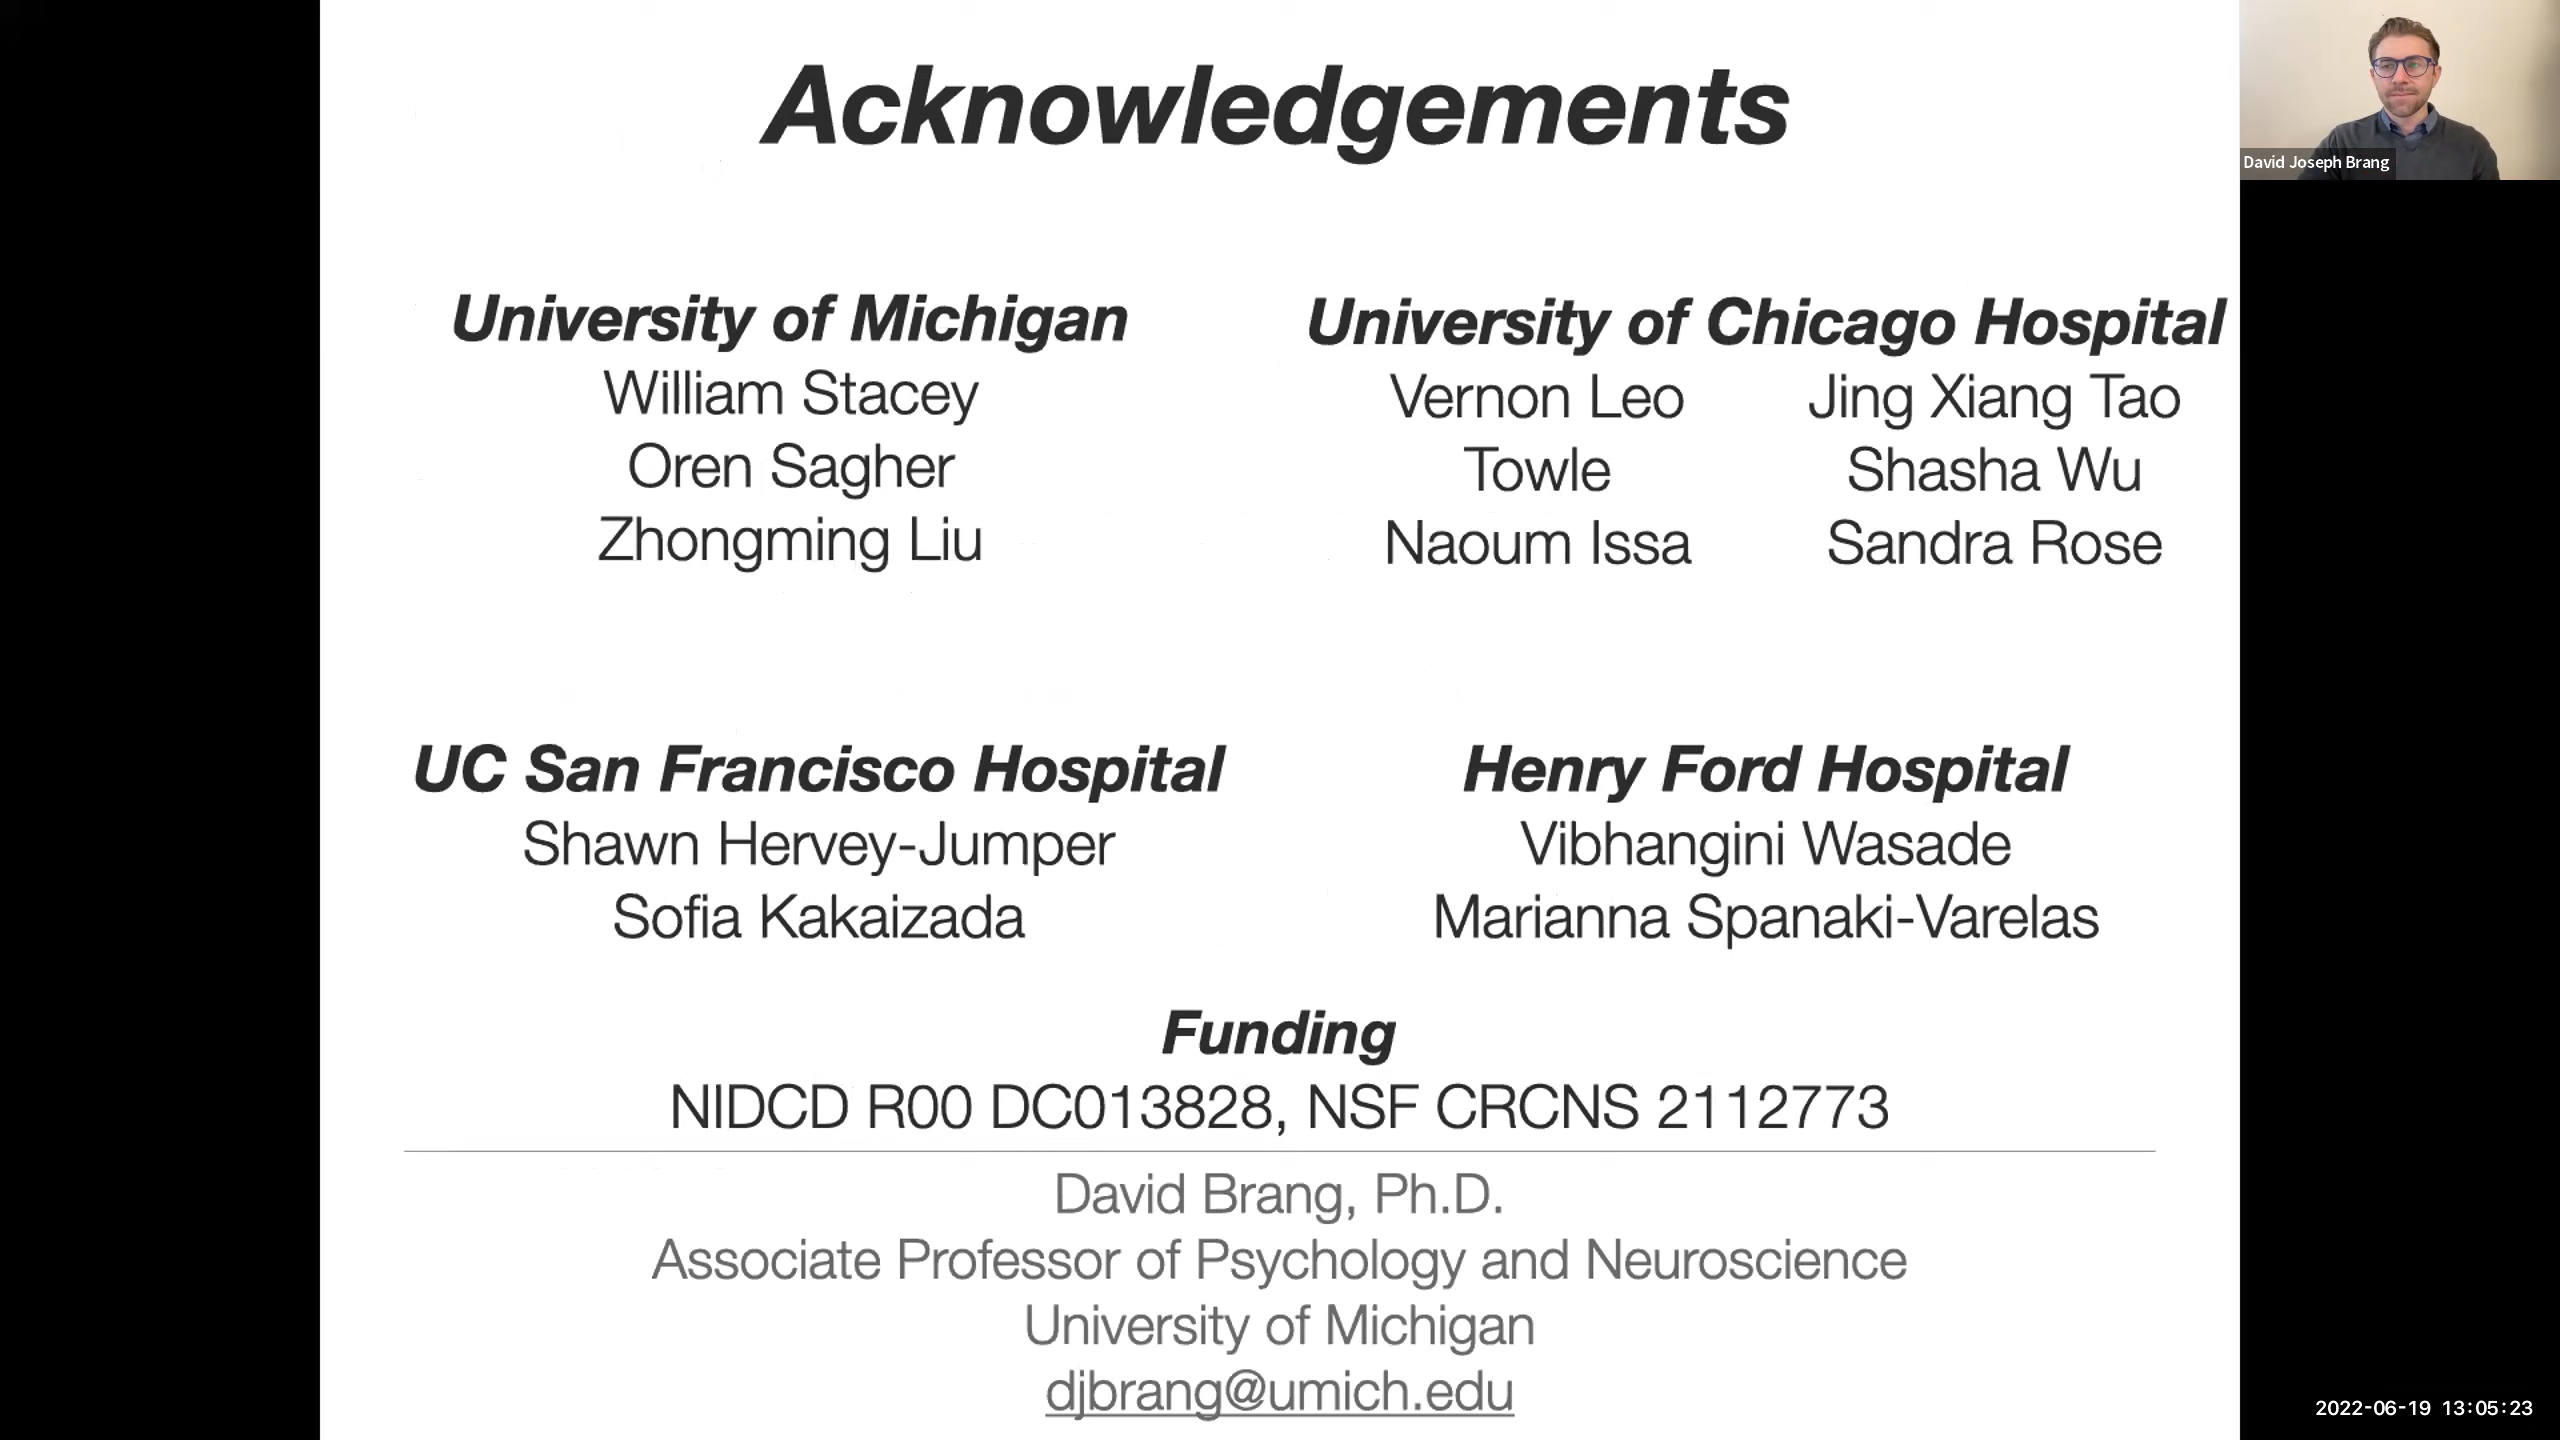 Acknowledgements
David Joseph Brang
University of Michigan
William Stacey
Oren Sagher
Zhongming Liu
University of Chicago Hospital
Vernon Leo
Towle
Naoum Issa
Jing Xiang Tao
Shasha Wu
Sandra Rose
UC San Francisco Hospital
Shawn Hervey-Jumper
Sofia Kakaizada
Henry Ford Hospital
Vibhangini Wasade
Marianna Spanaki-Varelas
Funding
NIDCD R00 DC013828, NSF CRCNS 2112773
David Brang, Ph.D.
Associate Professor of Psychology and Neuroscience
University of Michigan
djbrang@umich.edu
2022-06-19 13:05:23